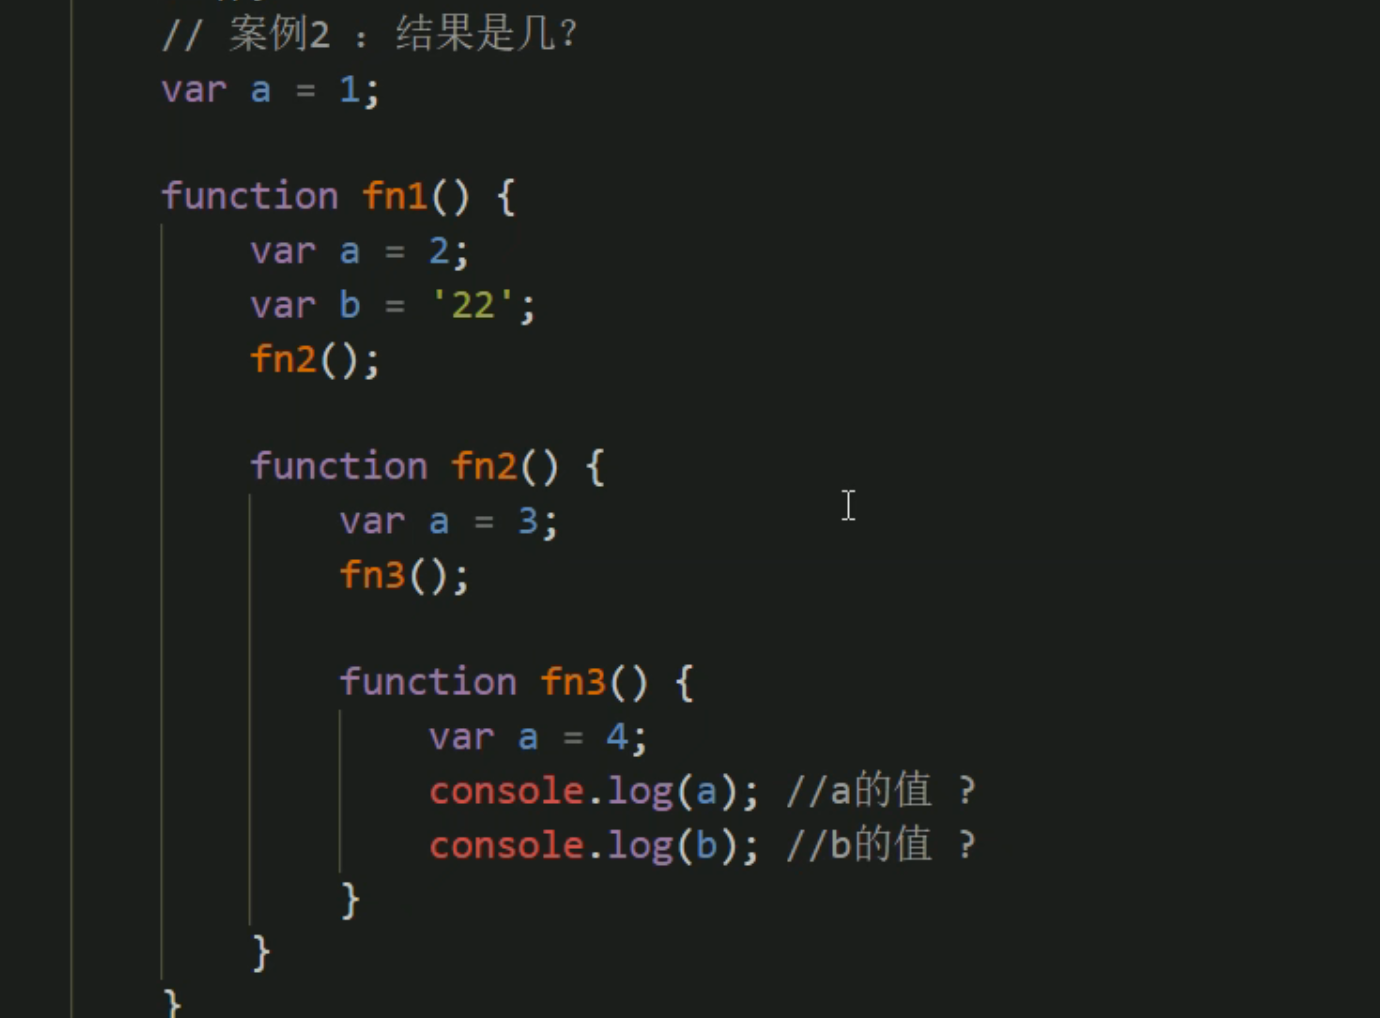 // 案例2 ：结果是几？
var a = 1;
function fn1() {
var a = 2;
var b = '22';
fn2();
function fn2() {
var a = 3;
fn3();
function fn3() {
var a = 4;
console.log(a); //a的值 ?
console.log(b); //b的值 ?
}
}
}